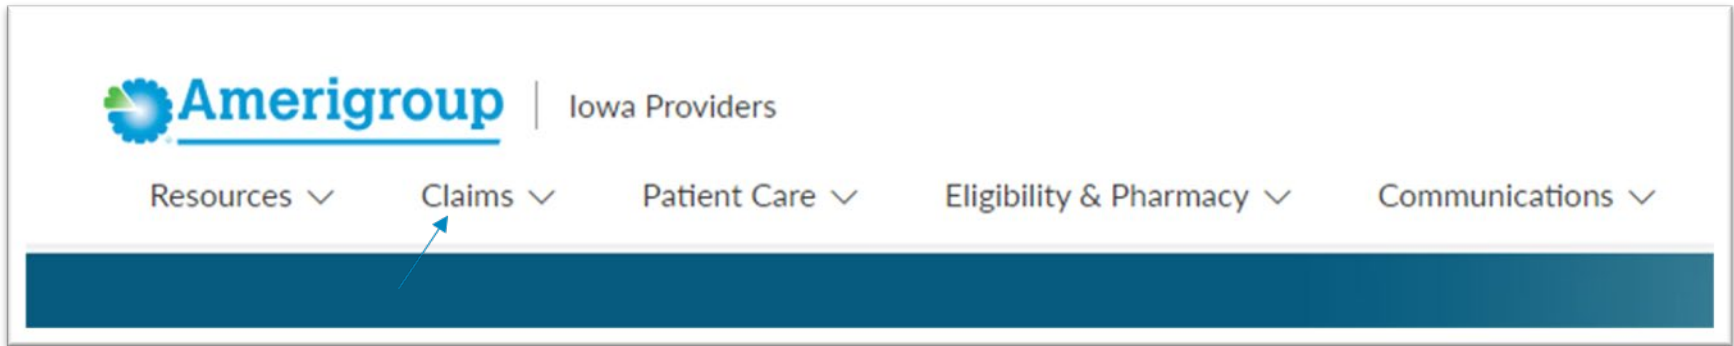 Amerigroup | Iowa Providers
Resources Claims Patient Care Eligibility & Pharmacy Communications